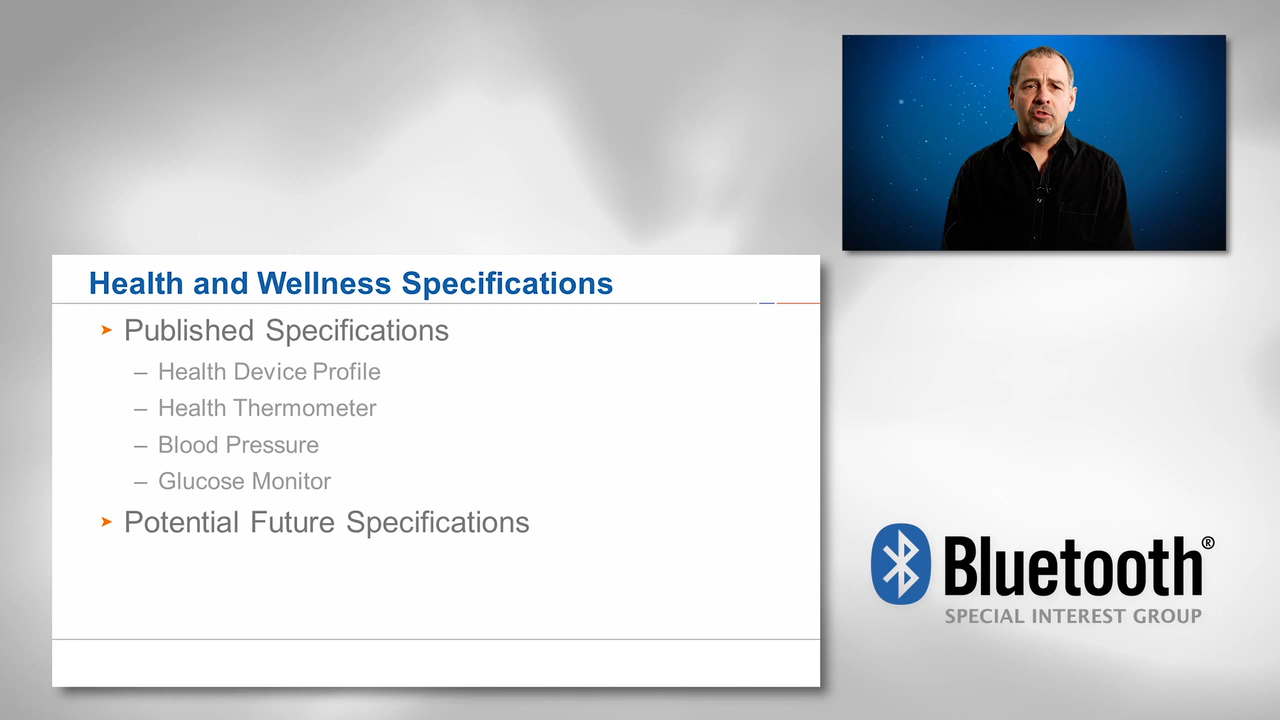 Health and Wellness Specifications
➤ Published Specifications
– Health Device Profile
– Health Thermometer
– Blood Pressure
– Glucose Monitor
➤ Potential Future Specifications
Bluetooth®
SPECIAL INTEREST GROUP